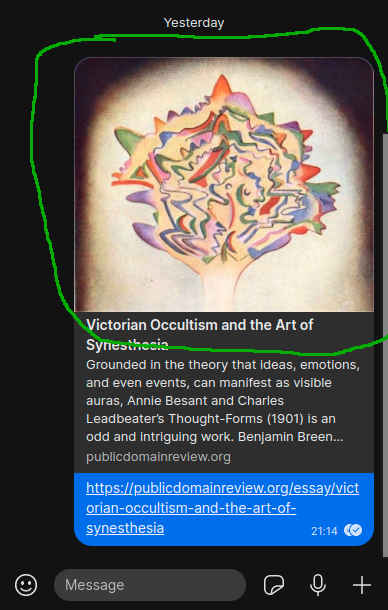 Yesterday
Victorian Occultism and the Art of
Synesthesia
Grounded in the theory that ideas, emotions,
and even events, can manifest as visible
auras, Annie Besant and Charles
Leadbeater’s Thought-Forms (1901) is an
odd and intriguing work. Benjamin Breen...
publicdomainreview.org
https://publicdomainreview.org/essay/vict
orian-occultism-and-the-art-of-
synesthesia
21:14
Message